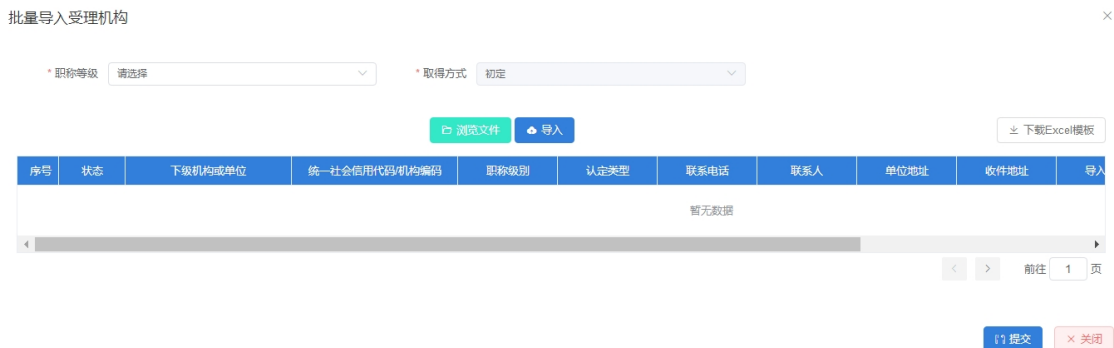 批量导入受理机构
* 职称等级 请选择 * 取得方式 初定
浏览文件 导入 下载Excel模板
序号 状态 下级机构或单位 统一社会信用代码/机构编码 职称级别 认定类型 联系电话 联系人 单位地址 收件地址 导入
暂无数据
前往 1 页
提交 × 关闭